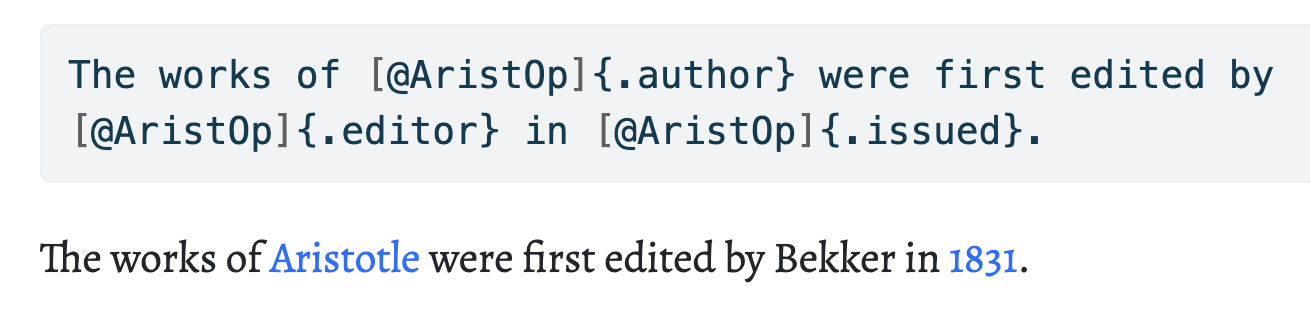 The works of [@AristOp]{.author} were first edited by
[@AristOp]{.editor} in [@AristOp]{.issued}.
The works of Aristotle were first edited by Bekker in 1831.